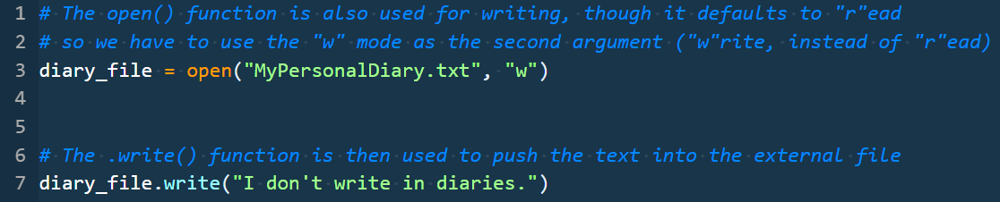 1 # The open() function is also used for writing, though it defaults to "r"ead
2 # so we have to use the "w" mode as the second argument ("w"rite, instead of "r"ead)
3 diary_file = open("MyPersonalDiary.txt", "w")
4
5
6 # The .write() function is then used to push the text into the external file
7 diary_file.write("I don't write in diaries.")